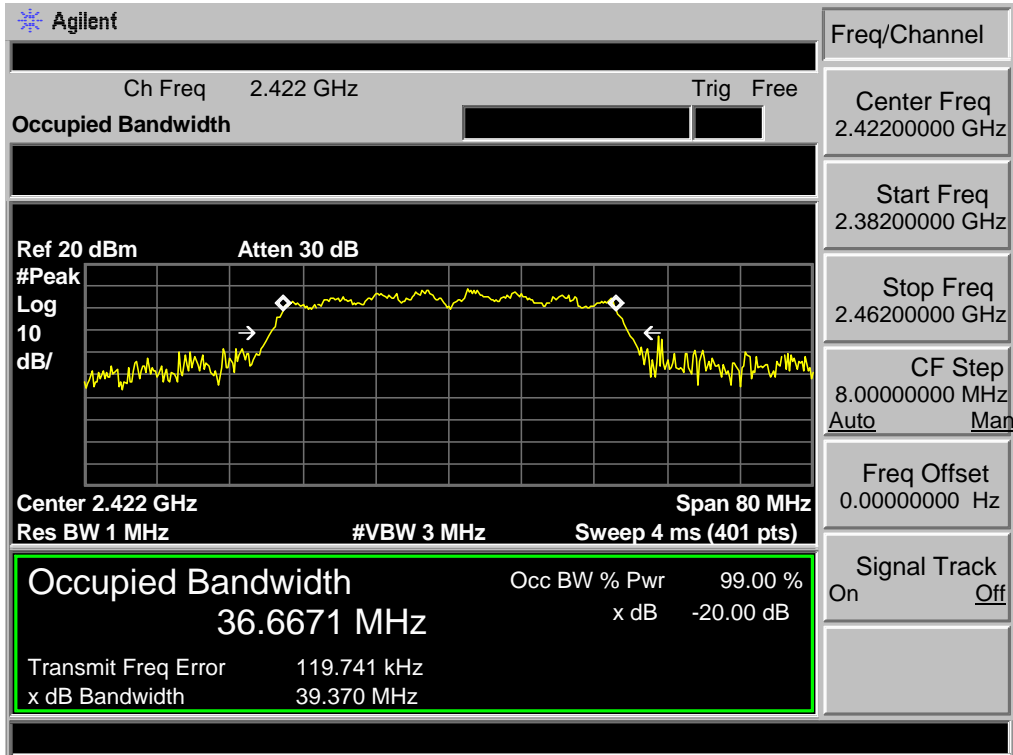 Agilent
Freq/Channel
Ch Freq 2.422 GHz Trig Free
Occupied Bandwidth
Center Freq
2.42200000 GHz
Start Freq
2.38200000 GHz
Ref 20 dBm Atten 30 dB
#Peak
Log
10
dB/
Stop Freq
2.46200000 GHz
CF Step
8.00000000 MHz
Auto Man
Freq Offset
0.00000000 Hz
Center 2.422 GHz Span 80 MHz
Res BW 1 MHz #VBW 3 MHz Sweep 4 ms (401 pts)
Signal Track
On Off
Occupied Bandwidth
36.6671 MHz
Occ BW % Pwr 99.00 %
x dB -20.00 dB
Transmit Freq Error 119.741 kHz
x dB Bandwidth 39.370 MHz